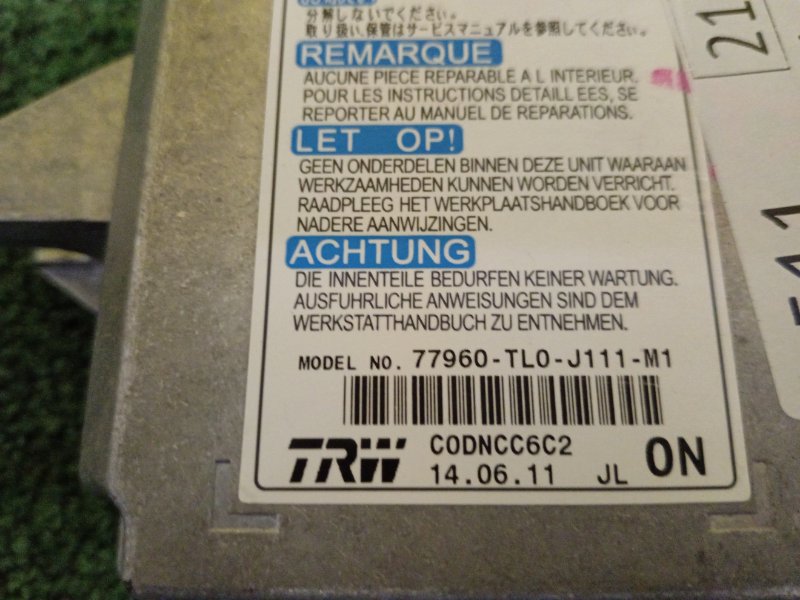 分解しないでください。
取り扱い、保管はサービスマニュアルを参照してください。
REMARQUE
AUCUNE PIECE REPARABLE A L INTERIEUR.
POUR LES INSTRUCTIONS DETAILL EES, SE
REPORTER AU MANUEL DE REPARATIONS.
LET OP!
GEEN ONDERDELEN BINNEN DEZE UNIT WAARAAN
WERKZAAMHEDEN KUNNEN WORDEN VERRICHT.
RAADPLEEG HET WERKPLAATSHANDBOEK VOOR
NADERE AANWIJZINGEN.
ACHTUNG
DIE INNENTEILE BEDURFEN KEINER WARTUNG.
AUSFUHRLICHE ANWEISUNGEN SIND DEM
WERKSTATTHANDBUCH ZU ENTNEHMEN.
MODEL NO. 77960-TL0-J111-M1
TRW
CODNCC6C2
14.06.11 JL ON
21